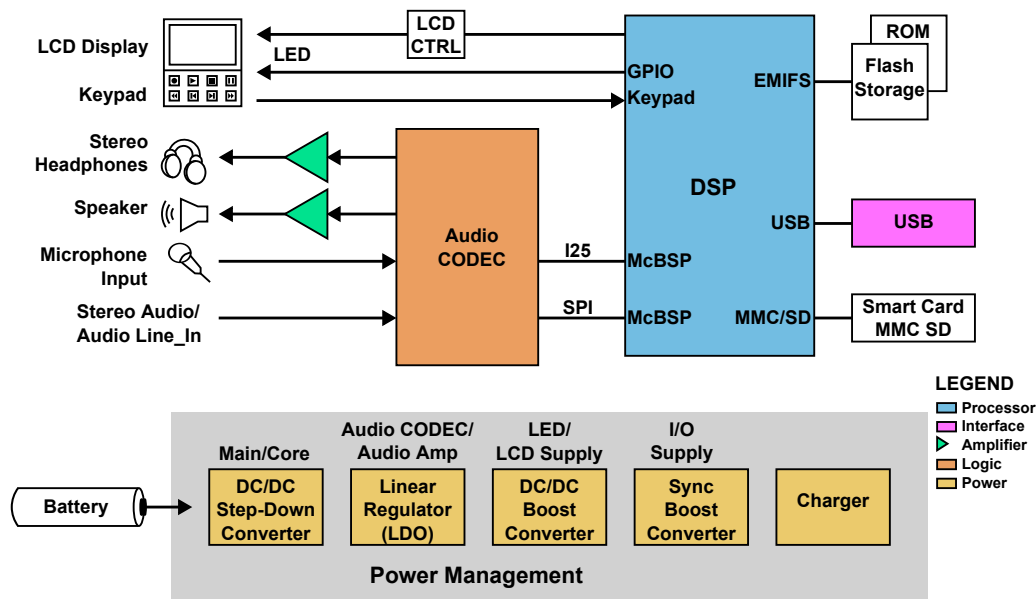 LCD Display
LED
LCD
CTRL
Keypad
GPIO
Keypad
EMIFS
ROM
Flash
Storage
Stereo
Headphones
Speaker
Microphone
Input
Stereo Audio/
Audio Line_In
Audio
CODEC
I25
SPI
McBSP
McBSP
DSP
USB
USB
MMC/SD
Smart Card
MMC SD
LEGEND
Processor
Interface
Amplifier
Logic
Power
Battery
Main/Core
DC/DC
Step-Down
Converter
Audio CODEC/
Audio Amp
Linear
Regulator
(LDO)
LED/
LCD Supply
DC/DC
Boost
Converter
I/O
Supply
Sync
Boost
Converter
Charger
Power Management